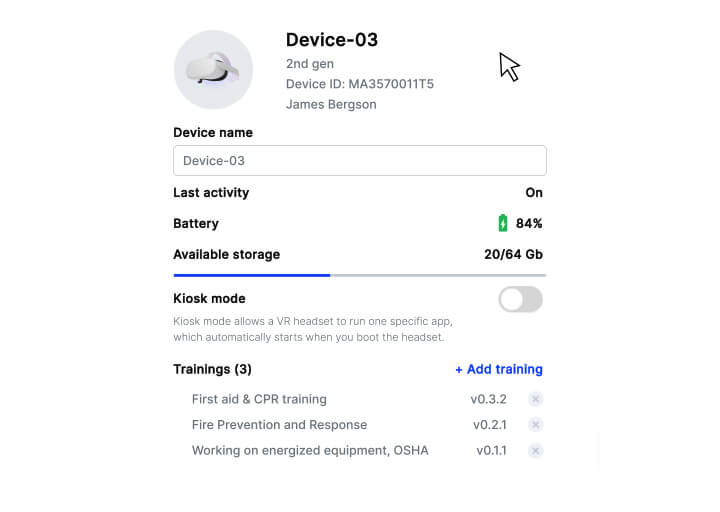 Device-03
2nd gen
Device ID: MA3570011T5
James Bergson
Device name
Device-03
Last activity On
Battery 84%
Available storage 20/64 Gb
Kiosk mode
Kiosk mode allows a VR headset to run one specific app,
which automatically starts when you boot the headset.
Trainings (3) + Add training
First aid & CPR training v0.3.2
Fire Prevention and Response v0.2.1
Working on energized equipment, OSHA v0.1.1